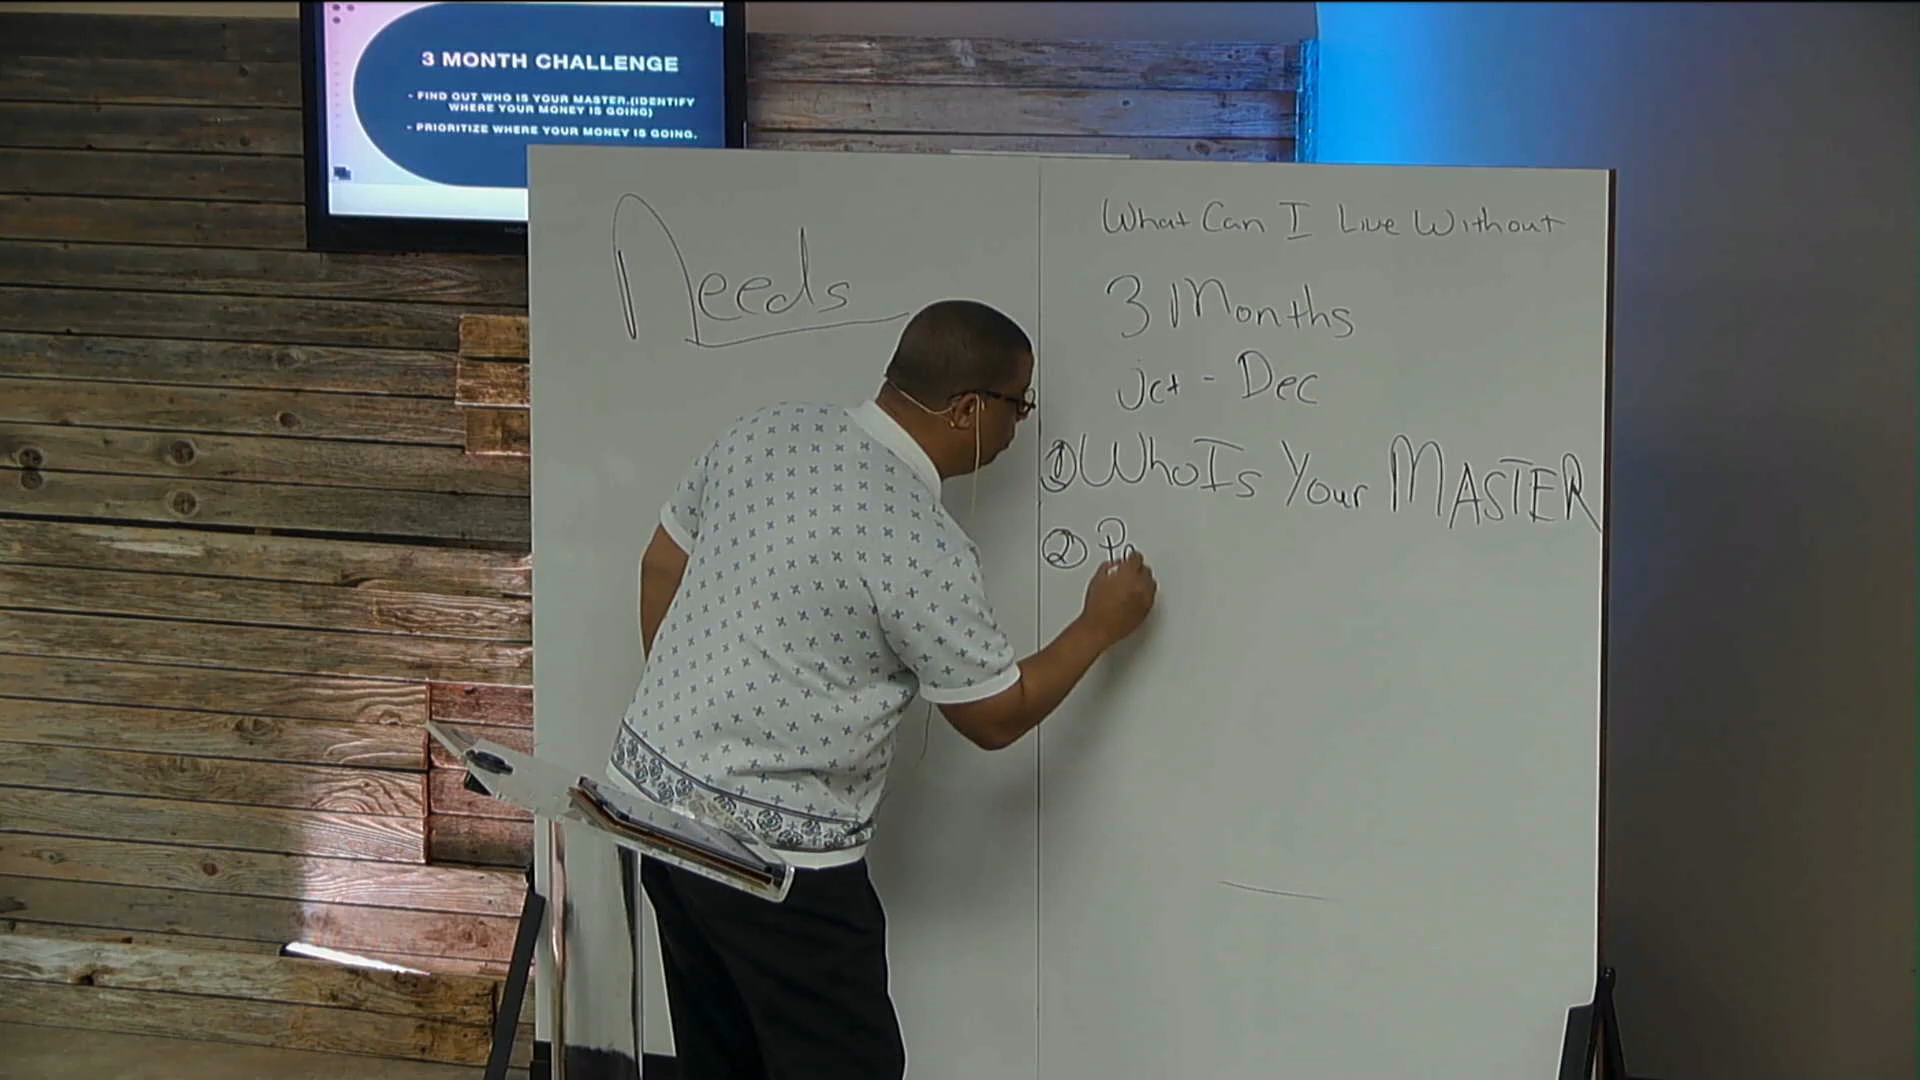 3 MONTH CHALLENGE
- FIND OUT WHO IS YOUR MASTER.(IDENTIFY
WHERE YOUR MONEY IS GOING)
- PRIORITIZE WHERE YOUR MONEY IS GOING.
Needs
What Can I Live Without
3 Months
Oct - Dec
① Who Is Your MASTER
② Pr